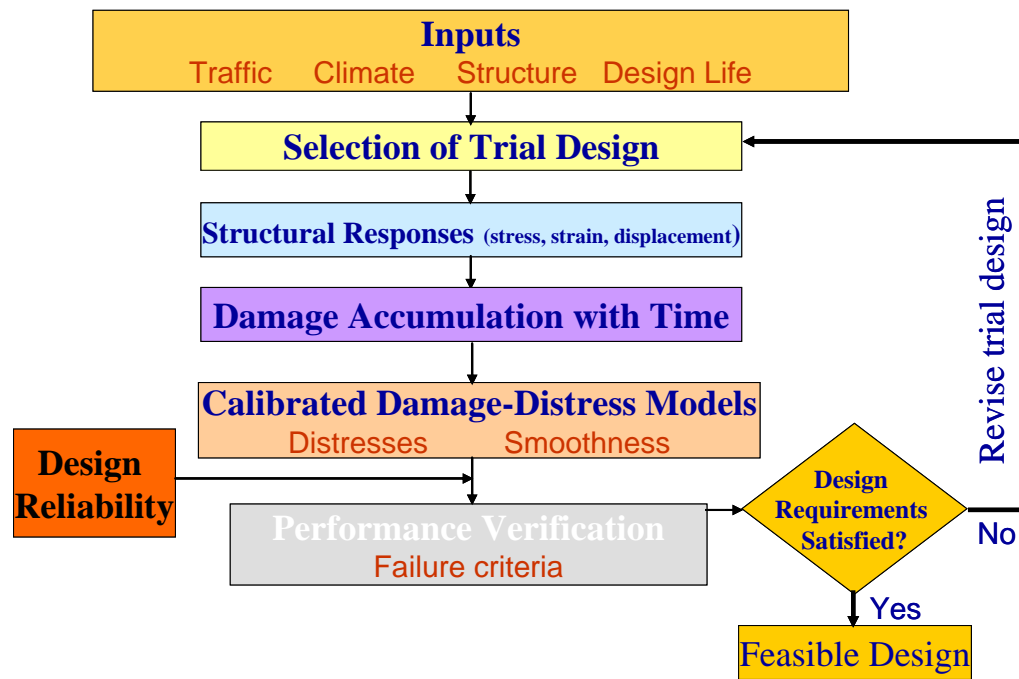 Inputs
Traffic Climate Structure Design Life
Selection of Trial Design
Structural Responses (stress, strain, displacement)
Damage Accumulation with Time
Calibrated Damage-Distress Models
Distresses Smoothness
Design
Reliability
Performance Verification
Failure criteria
Design
Requirements
Satisfied?
No
Revise trial design
Yes
Feasible Design